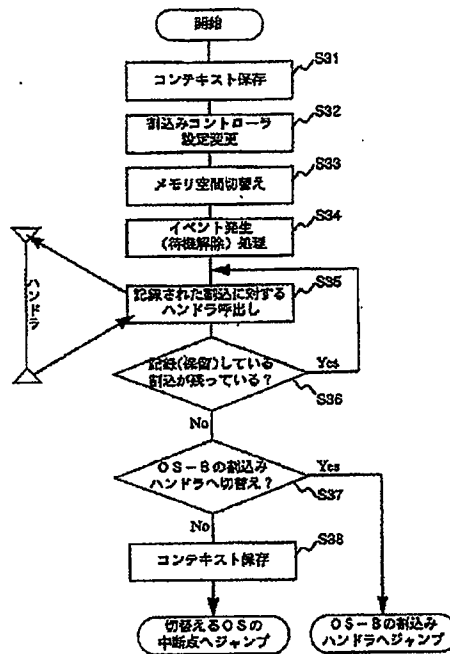 開始
コンテキスト保存
S31
割込みコントローラ
設定変更
S32
メモリ空間切替え
S33
イベント発生
(待機解除)処理
S34
ハンドラ
記録された割込に対する
ハンドラ呼出し
S35
記録(保留)している
割込が残っている?
Yes
S36
No
OS-Bの割込み
ハンドラへ切替え?
Yes
S37
No
コンテキスト保存
S38
切替えるOSの
中断点へジャンプ
OS-Bの割込み
ハンドラへジャンプ